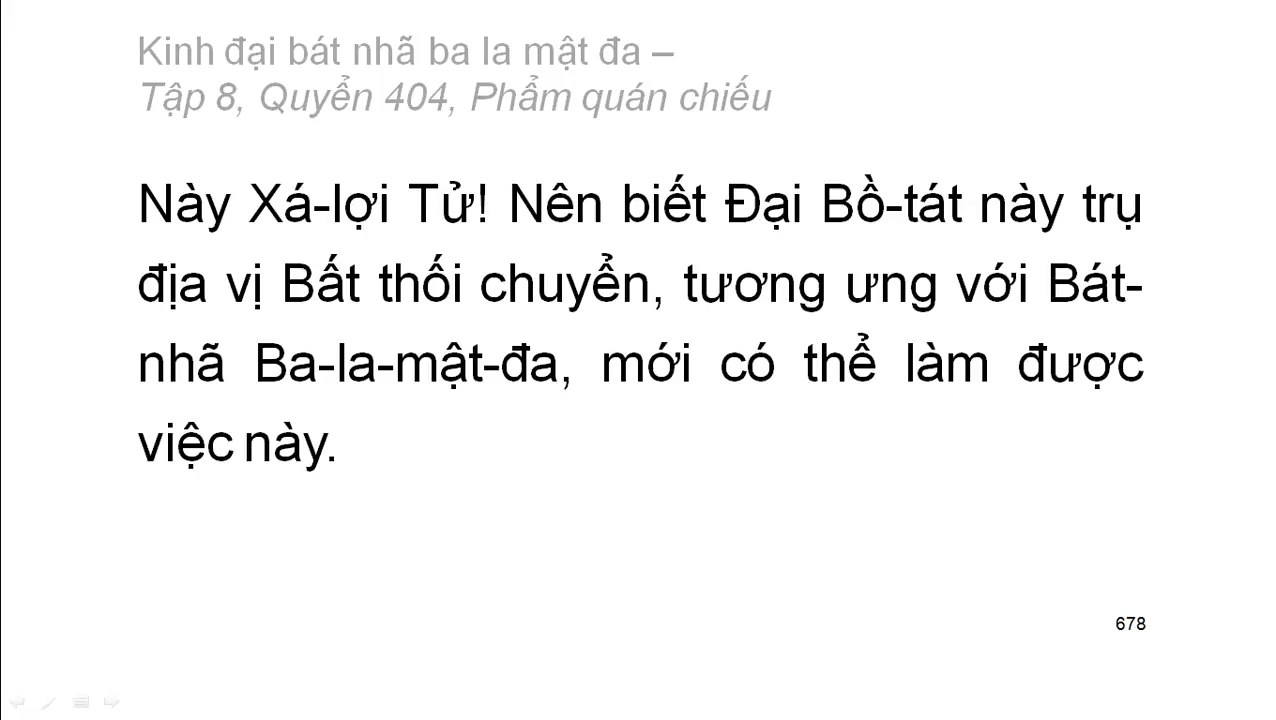 Kinh đại bát nhã ba la mật đa –
Tập 8, Quyển 404, Phẩm quán chiếu
Này Xá-lợi Tử! Nên biết Đại Bồ-tát này trụ
địa vị Bất thối chuyển, tương ưng với Bát-
nhã Ba-la-mật-đa, mới có thể làm được
việc này.
678